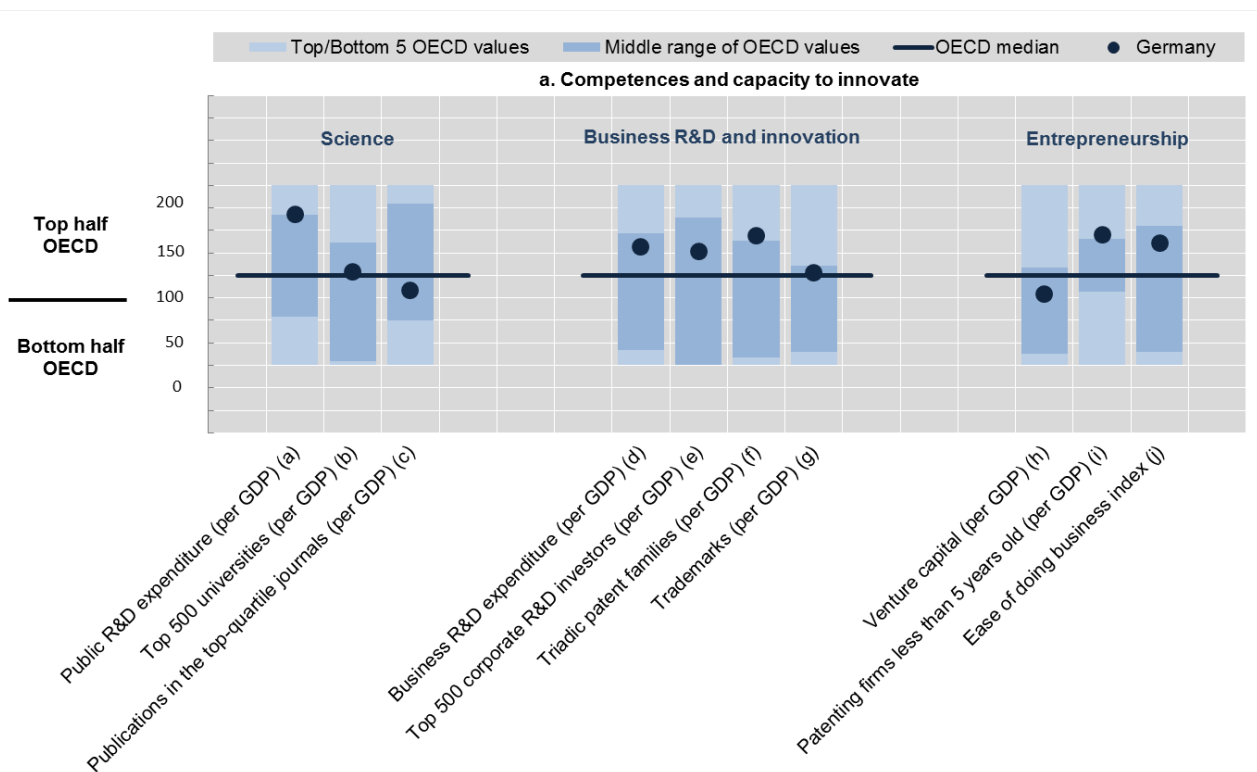 Top/Bottom 5 OECD values
Middle range of OECD values
OECD median
Germany
a. Competences and capacity to innovate
Science
Business R&D and innovation
Entrepreneurship
Top half
OECD
Bottom half
OECD
200
150
100
50
0
Public R&D expenditure (per GDP) (a)
Top 500 universities (per GDP) (b)
Publications in the top-quartile journals (per GDP) (c)
Business R&D expenditure (per GDP) (d)
Top 500 corporate R&D investors (per GDP) (e)
Triadic patent families (per GDP) (f)
Trademarks (per GDP) (g)
Venture capital (per GDP) (h)
Patenting firms less than 5 years old (per GDP) (i)
Ease of doing business index (j)